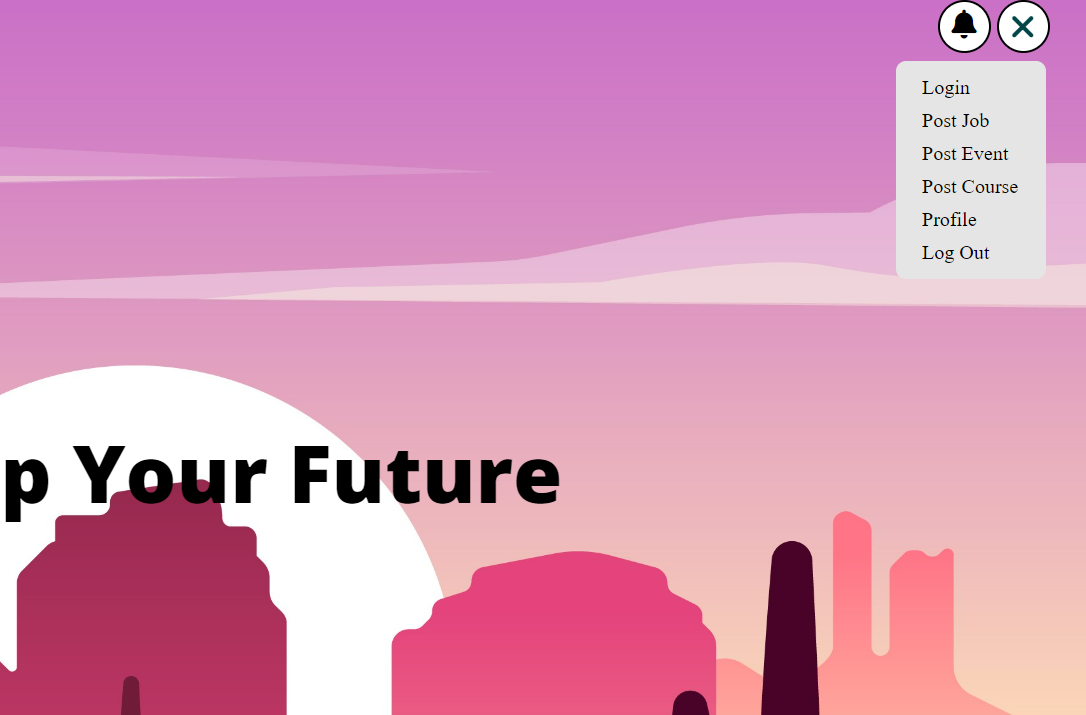 Login
Post Job
Post Event
Post Course
Profile
Log Out
p Your Future